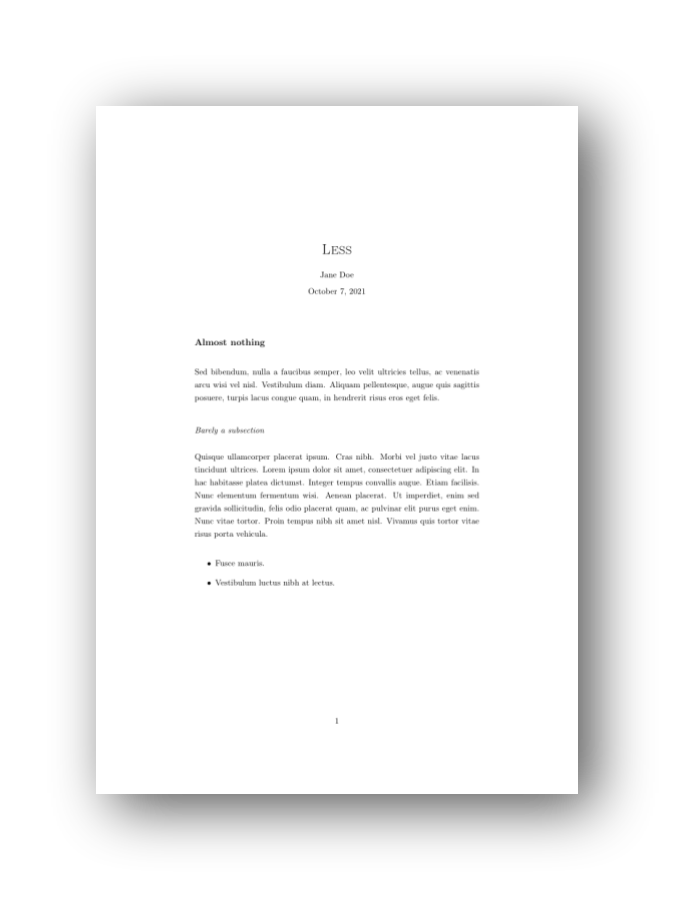 LESS
Jane Doe
October 7, 2021
Almost nothing
Sed bibendum, nulla a faucibus semper, leo velit ultricies tellus, ac venenatis
arcu wisi vel nisl. Vestibulum diam. Aliquam pellentesque, augue quis sagittis
posuere, turpis lacus congue quam, in hendrerit risus eros eget felis.
Barely a subsection
Quisque ullamcorper placerat ipsum. Cras nibh. Morbi vel justo vitae lacus
tincidunt ultrices. Lorem ipsum dolor sit amet, consectetuer adipiscing elit. In
hac habitasse platea dictumst. Integer tempus convallis augue. Etiam facilisis.
Nunc elementum fermentum wisi. Aenean placerat. Ut imperdiet, enim sed
gravida sollicitudin, felis odio placerat quam, ac pulvinar elit purus eget enim.
Nunc vitae tortor. Proin tempus nibh sit amet nisl. Vivamus quis tortor vitae
risus porta vehicula.
• Fusce mauris.
• Vestibulum luctus nibh at lectus.
1